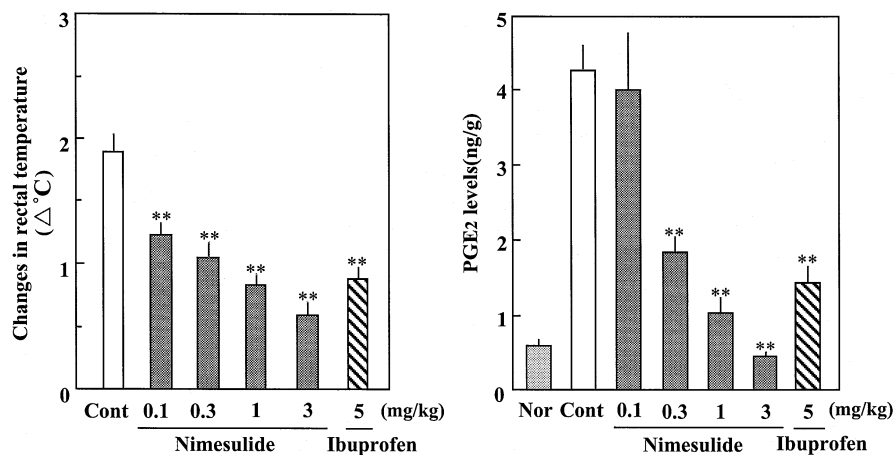 Changes in rectal temperature
(△°C)
3
2
1
0
**
**
**
**
**
Cont 0.1 0.3 1 3 5 (mg/kg)
Nimesulide Ibuprofen
PGE2 levels(ng/g)
5
4
3
2
1
0
**
**
**
**
Nor Cont 0.1 0.3 1 3 5 (mg/kg)
Nimesulide Ibuprofen